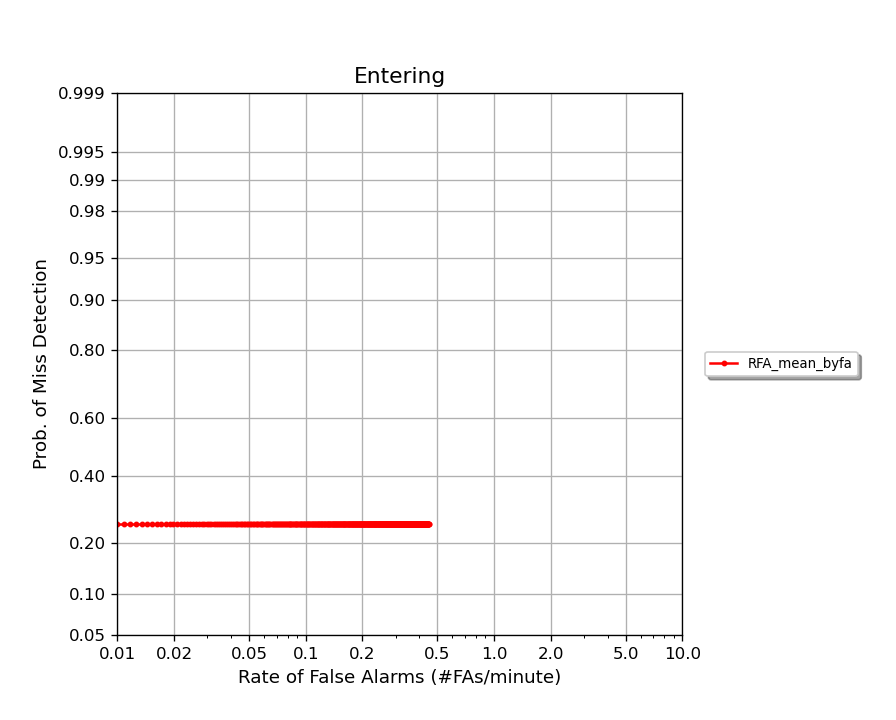 Entering
0.999
0.995
0.99
0.98
0.95
0.90
0.80
0.60
0.40
0.20
0.10
0.05
Prob. of Miss Detection
0.01 0.02 0.05 0.1 0.2 0.5 1.0 2.0 5.0 10.0
Rate of False Alarms (#FAs/minute)
RFA_mean_byfa